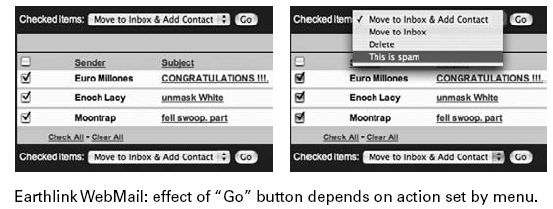 Checked items: Move to Inbox & Add Contact Go
Sender Subject
Euro Millones CONGRATULATIONS !!!.
Enoch Lacy unmask White
Moontrap fell swoop. part
Check All - Clear All
Checked items: Move to Inbox & Add Contact Go
Checked items: ✓ Move to Inbox & Add Contact Go
Move to Inbox
Delete
This is spam
Subject
Euro Millones CONGRATULATIONS !!!.
Enoch Lacy unmask White
Moontrap fell swoop. part
Check All - Clear All
Checked items: Move to Inbox & Add Contact Go
Earthlink WebMail: effect of “Go” button depends on action set by menu.